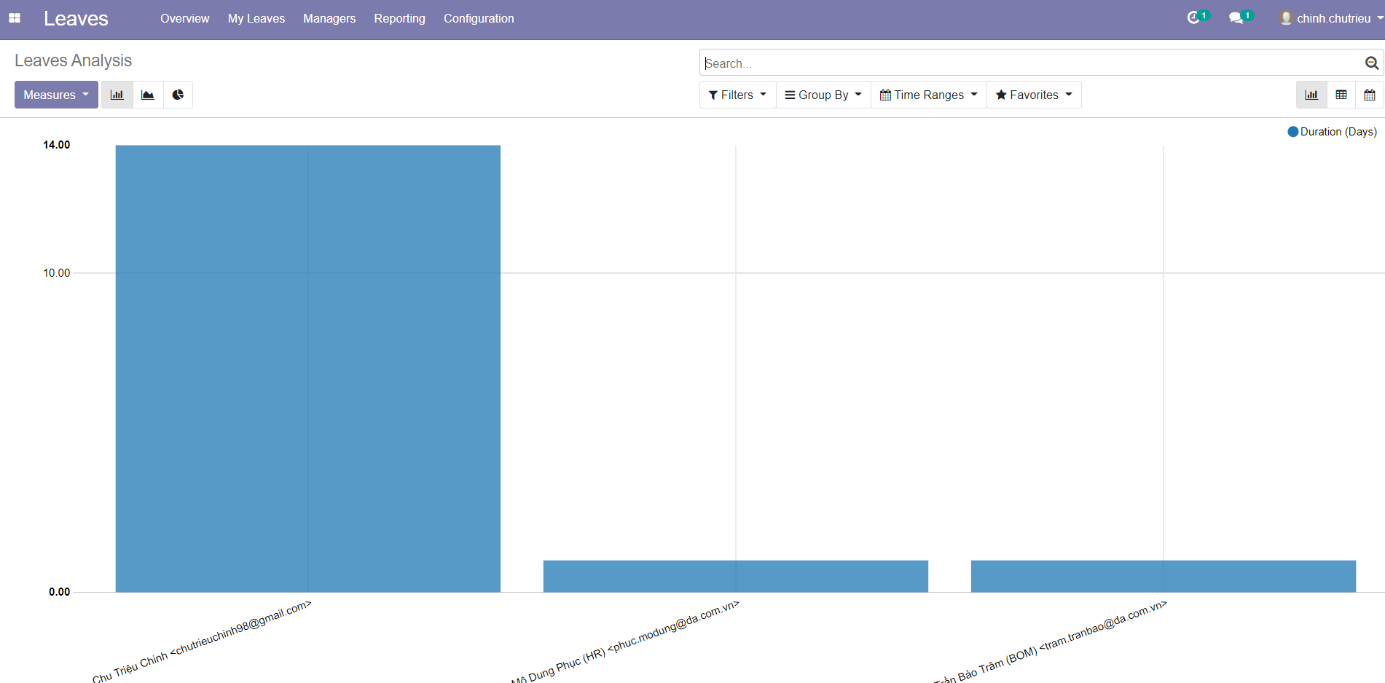 Leaves Overview My Leaves Managers Reporting Configuration 1 1 chinh.chutrieu
Leaves Analysis
Search...
Measures Filters Group By Time Ranges Favorites
Duration (Days)
14.00
10.00
0.00
Chu Triệu Chinh <chutrieuchinh98@gmail.com>
Mộ Dung Phục (HR) <phuc.modung@da.com.vn>
Trần Bảo Trâm (BOM) <tram.tranbao@da.com.vn>